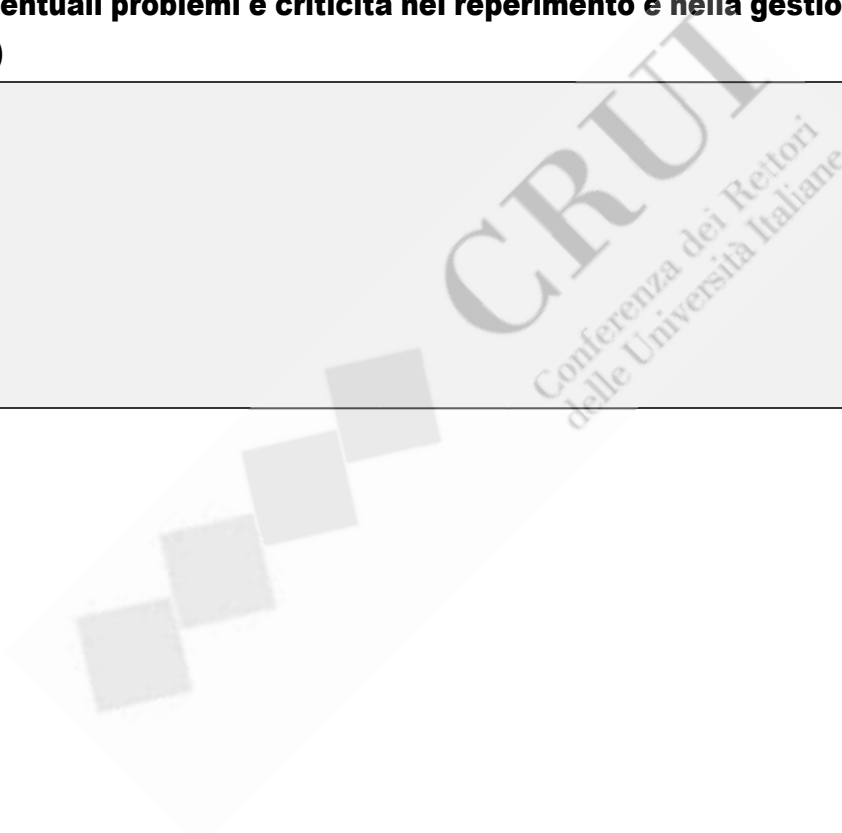 entuali problemi e criticità nel reperimento e nella gestio
)
CRUI
Conferenza dei Rettori
delle Università Italiane